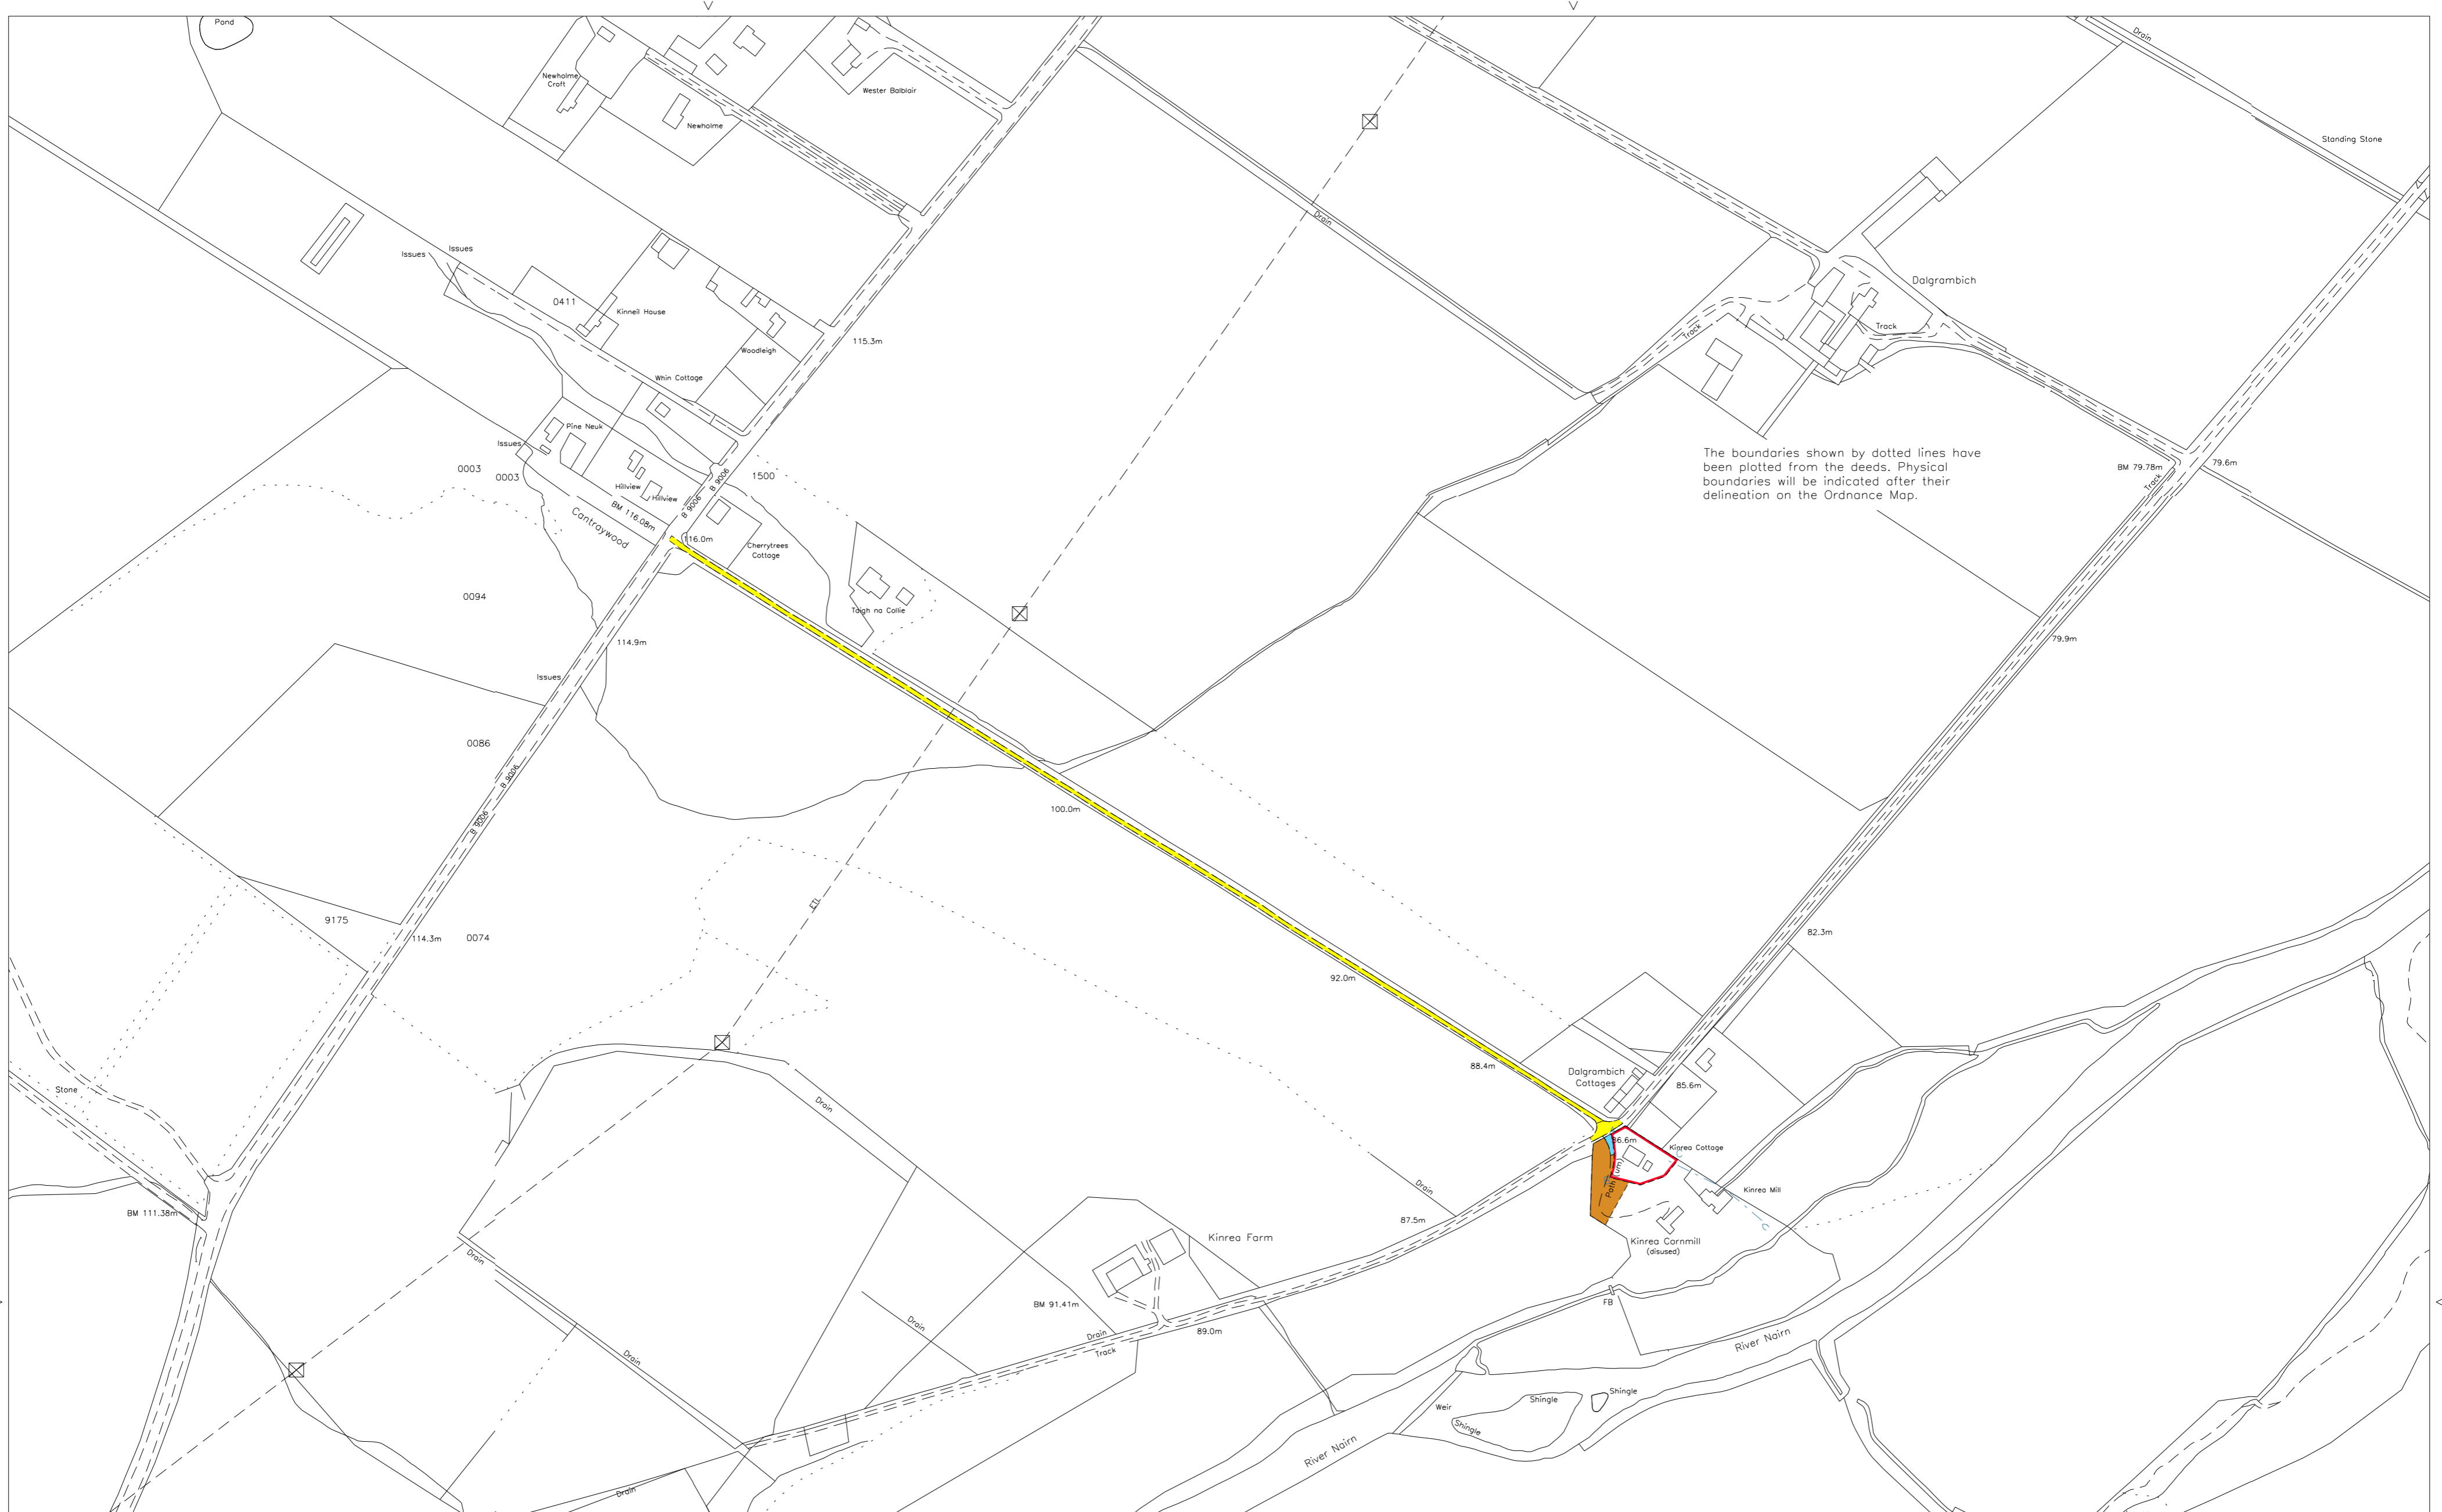 Pond
Drain
Newholme
Croft
Wester Balblair
Newholme
Standing Stone
Drain
Issues
Issues
Dalgrambich
0411
Kinneil House
Track
Track
115.3m
Woodleigh
Whin Cottage
Pine Neuk
Issues
The boundaries shown by dotted lines have
been plotted from the deeds. Physical
boundaries will be indicated after their
delineation on the Ordnance Map.
BM 79.78m
79.6m
Track
0003
0003
1500
B 9006
B 9006
Hillview
Hillview
BM 116.08m
Cantraywood
116.0m
Cherrytrees
Cottage
0094
Taigh na Collie
114.9m
79.9m
Issues
0086
B 9006
B 9006
100.0m
ETL
9175
114.3m
0074
82.3m
92.0m
88.4m
Dalgrambich
Cottages
85.6m
Stone
Drain
86.6m
Kinrea Cottage
Path (um)
Drain
Kinrea Mill
BM 111.38m
87.5m
Kinrea Farm
Kinrea Cornmill
(disused)
Drain
BM 91.41m
FB
Drain
Drain
89.0m
Track
River Nairn
Drain
Shingle
Shingle
Weir
Shingle
River Nairn
Drain